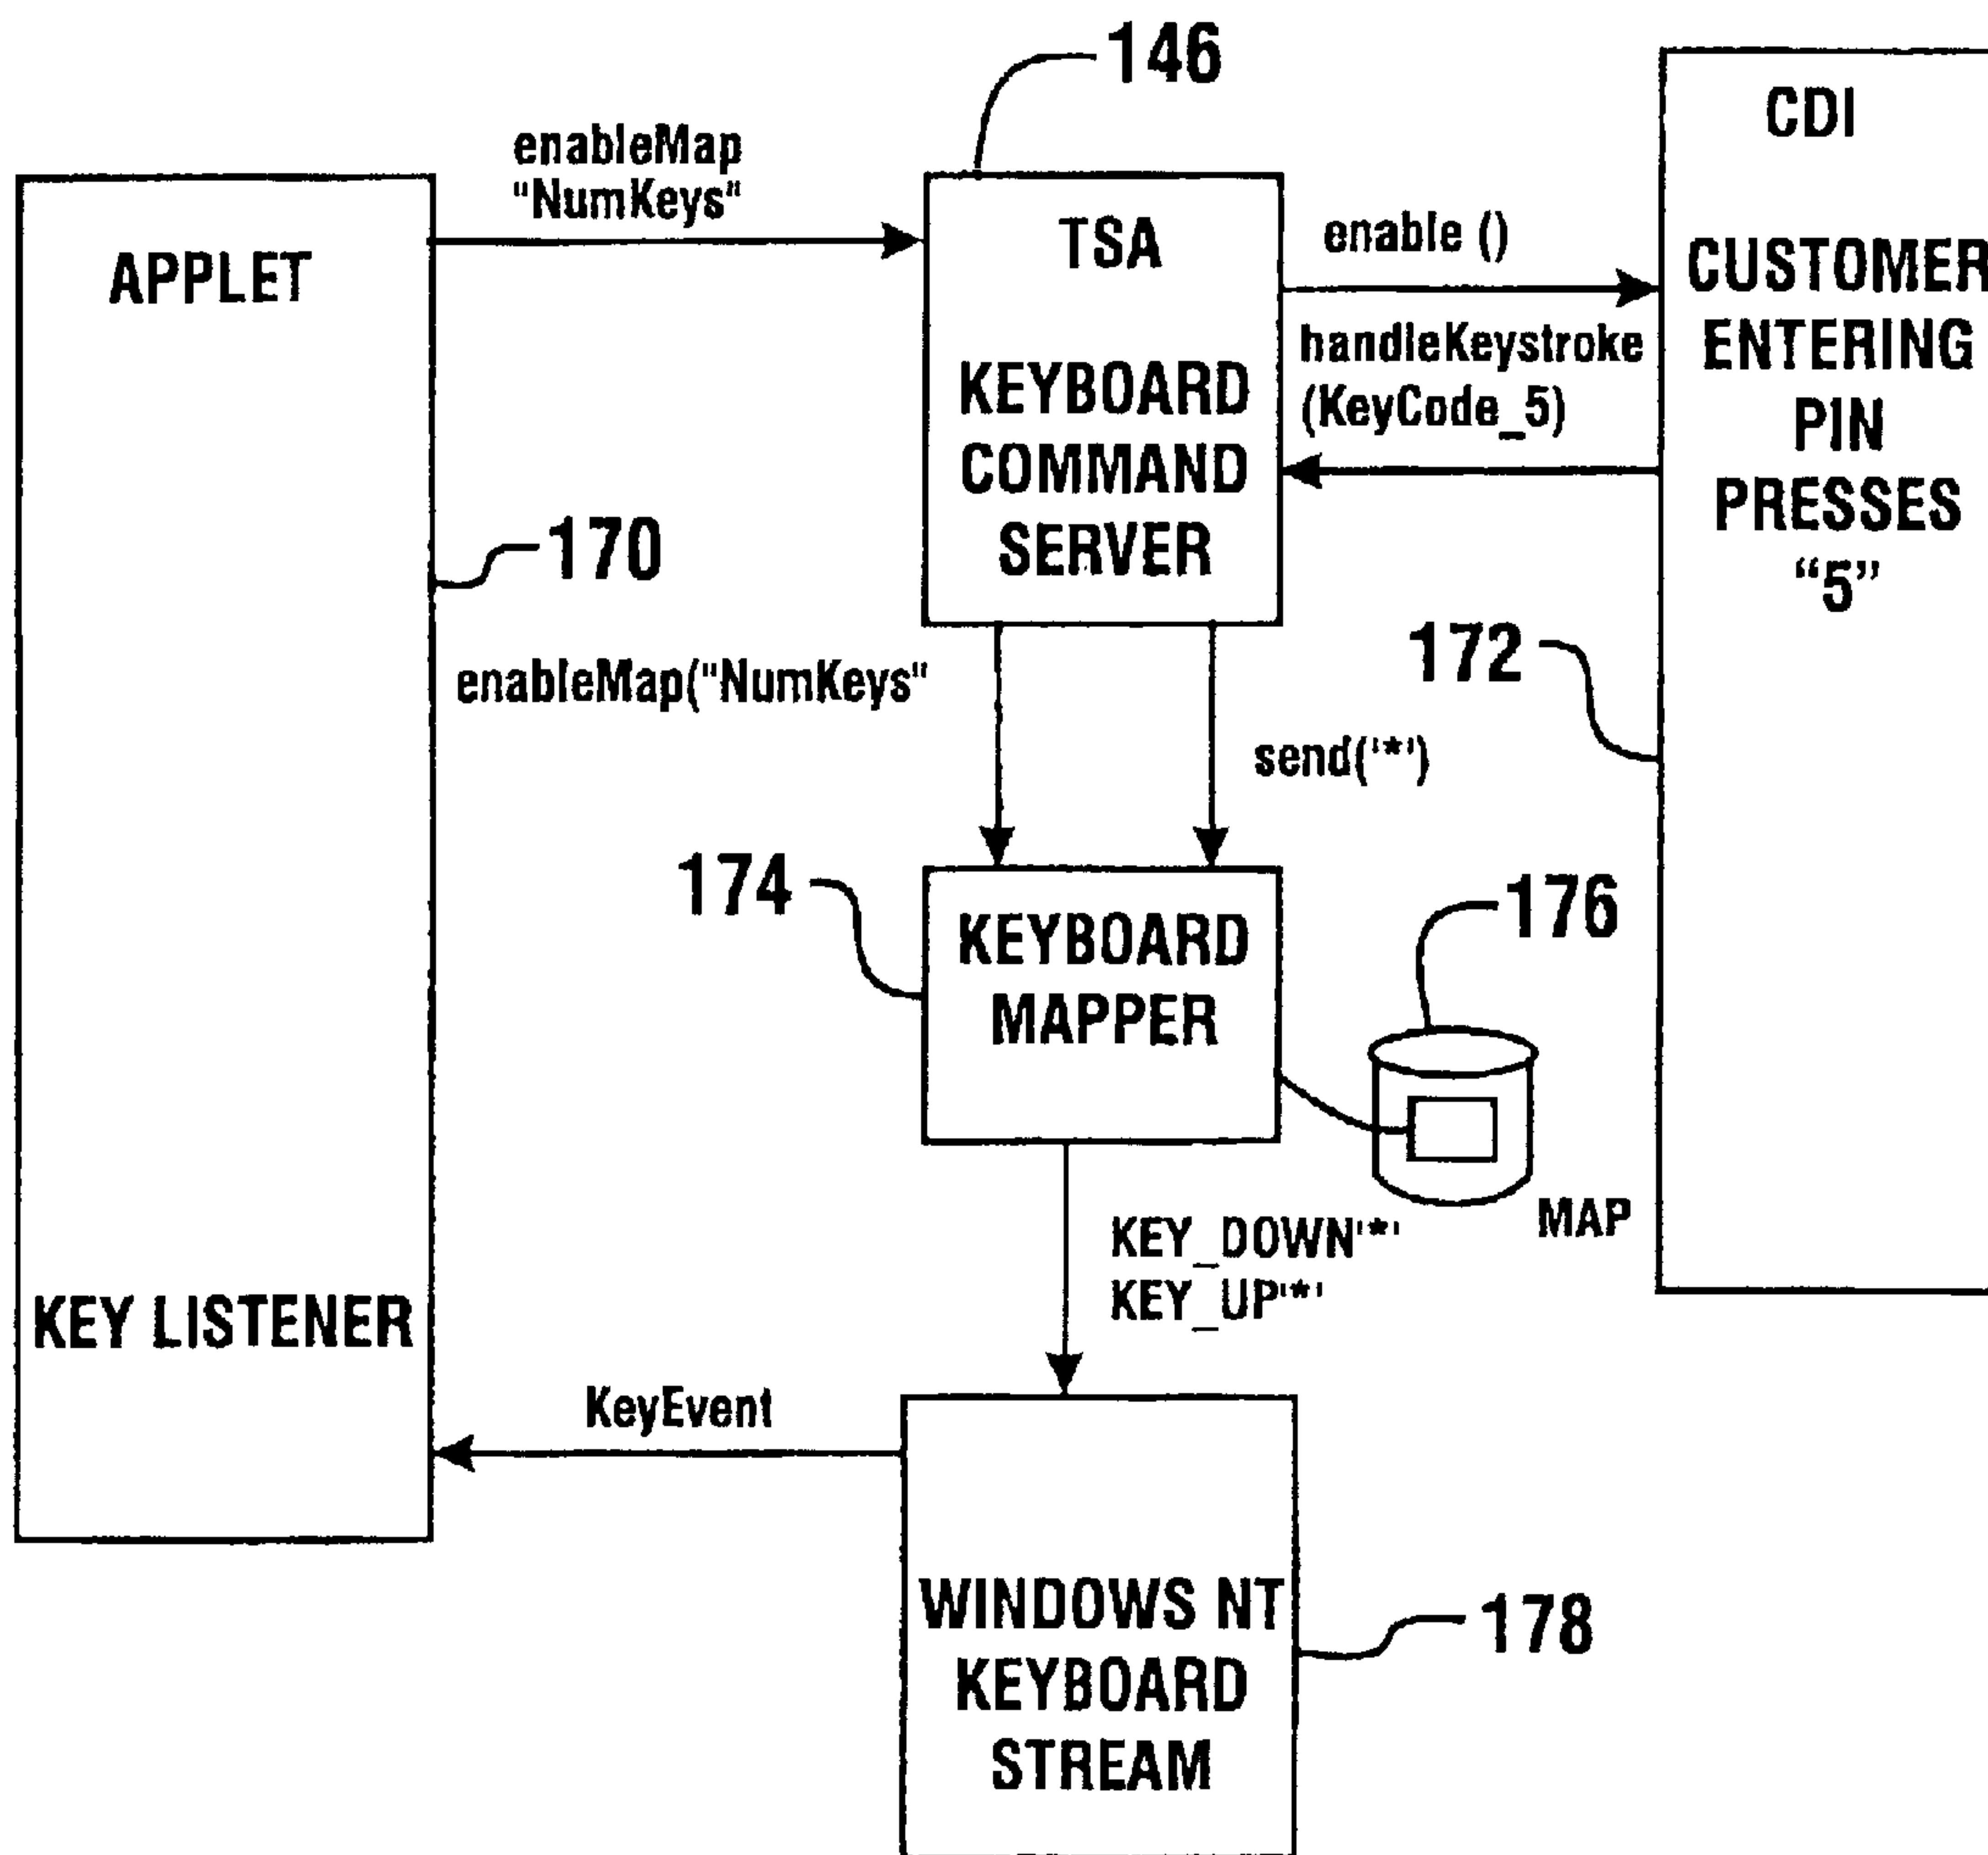 146
enableMap
"NumKeys"
APPLET
TSA
KEYBOARD
COMMAND
SERVER
enable ()
handleKeystroke
(KeyCode_5)
CDI
CUSTOMER
ENTERING
PIN
PRESSES
“5”
170
172
enableMap("NumKeys"
send('*')
174
KEYBOARD
MAPPER
176
MAP
KEY_DOWN'*'
KEY_UP'*'
KEY LISTENER
KeyEvent
WINDOWS NT
KEYBOARD
STREAM
178